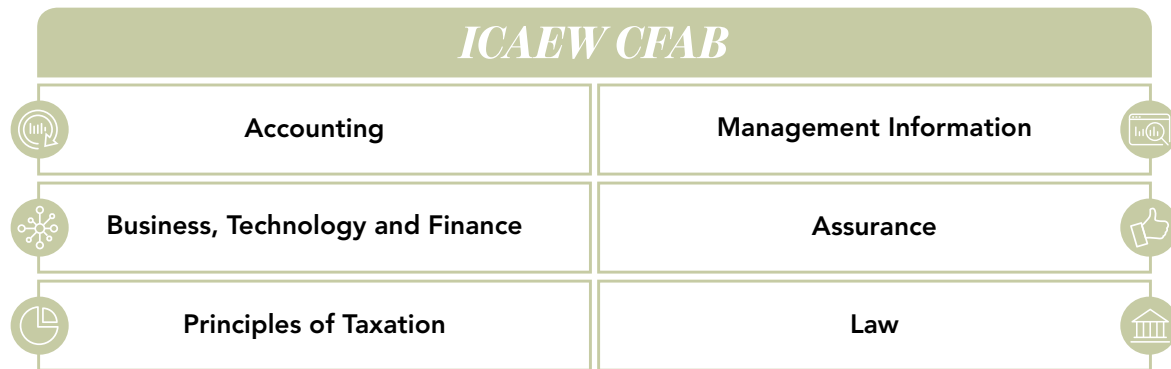 ICAEW CFAB
Accounting
Management Information
Business, Technology and Finance
Assurance
Principles of Taxation
Law